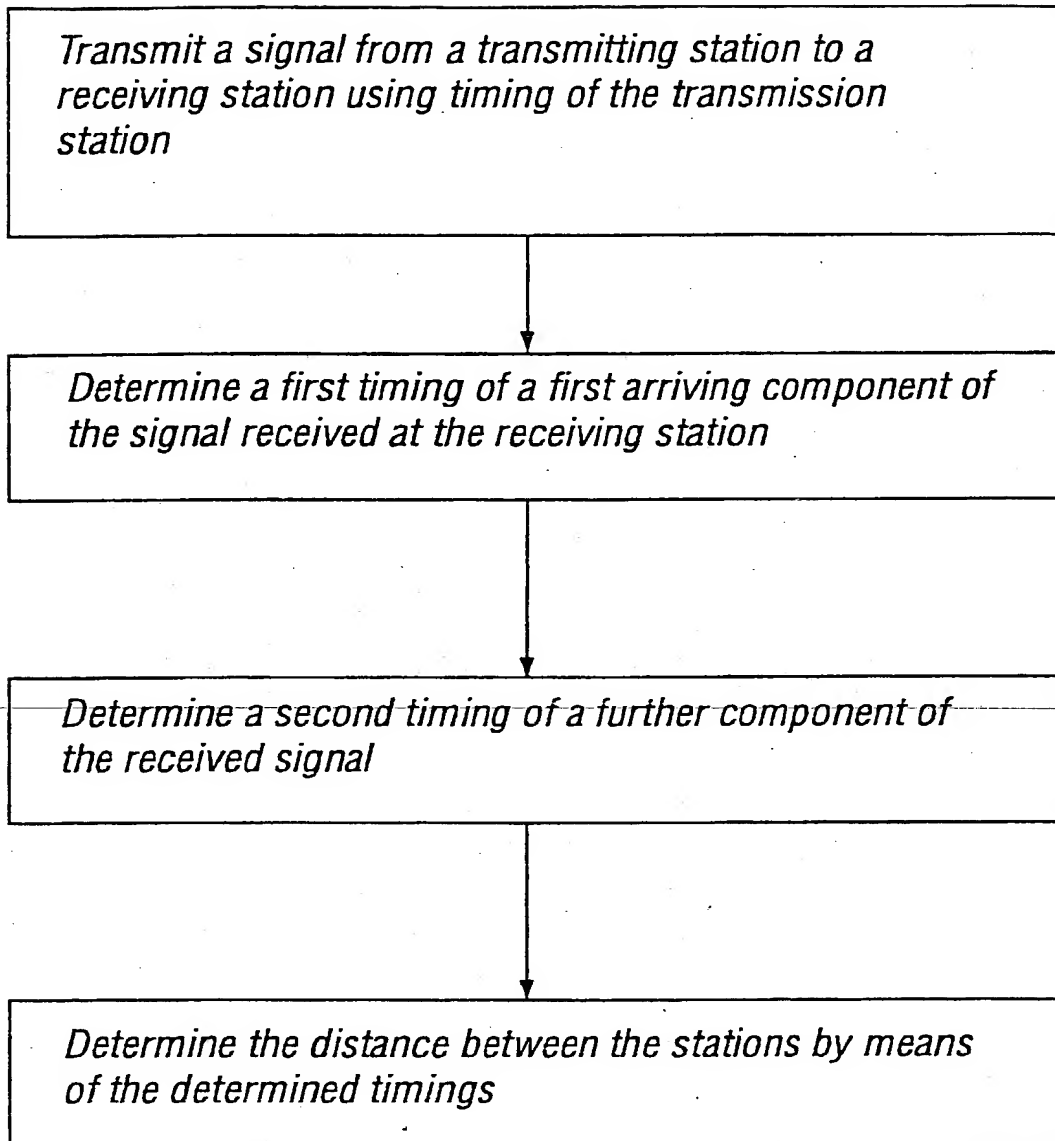 Transmit a signal from a transmitting station to a
receiving station using timing of the transmission
station
Determine a first timing of a first arriving component of
the signal received at the receiving station
Determine a second timing of a further component of
the received signal
Determine the distance between the stations by means
of the determined timings